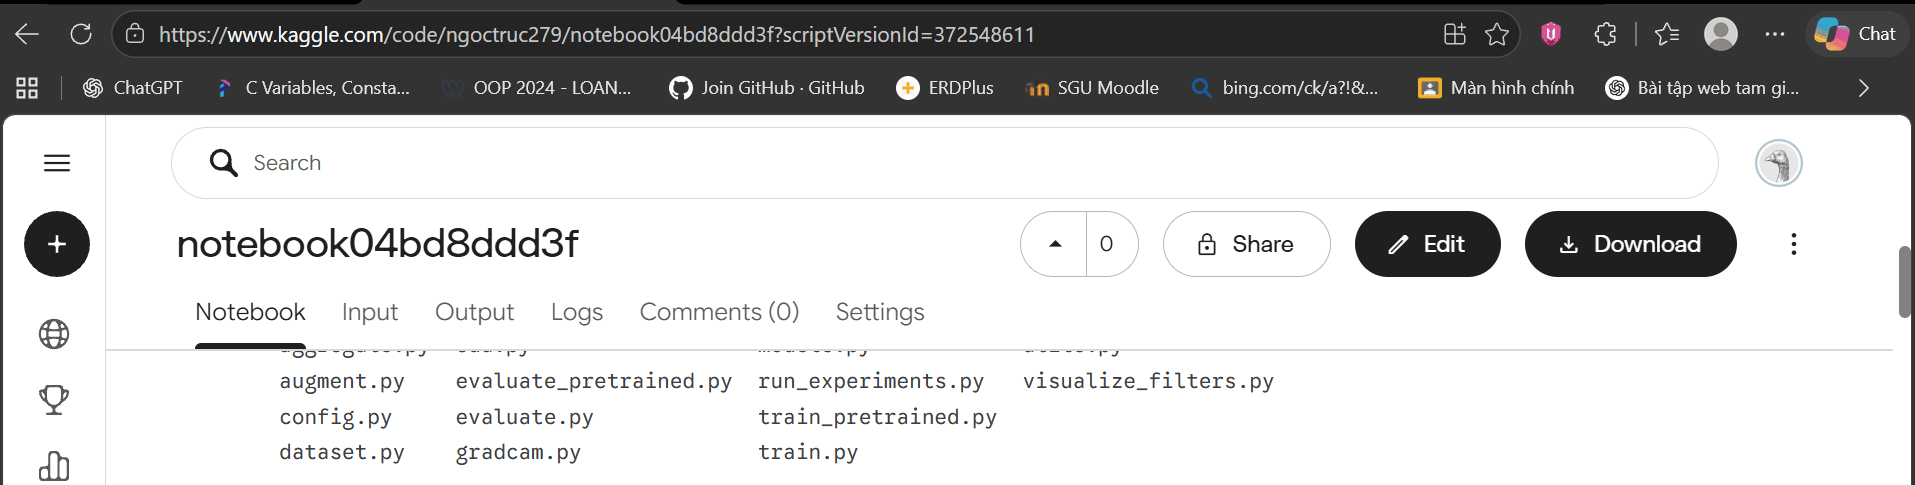 https://www.kaggle.com/code/ngoctruc279/notebook04bd8ddd3f?scriptVersionId=372548611
Chat
ChatGPT C Variables, Consta... OOP 2024 - LOAN... Join GitHub · GitHub ERDPlus SGU Moodle bing.com/ck/a?!&... Màn hình chính Bài tập web tam gi...
Search
notebook04bd8ddd3f
0 Share Edit Download
Notebook Input Output Logs Comments (0) Settings
augment.py evaluate_pretrained.py run_experiments.py visualize_filters.py
config.py evaluate.py train_pretrained.py
dataset.py gradcam.py train.py